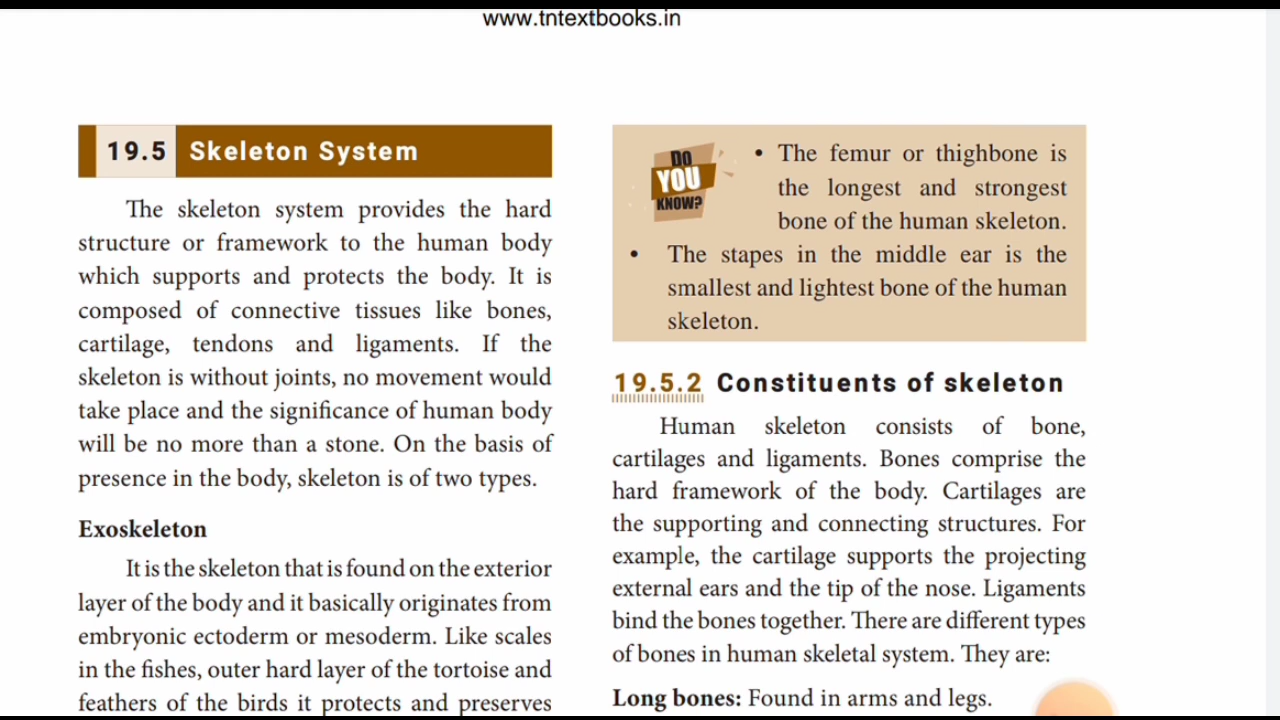 www.tntextbooks.in
19.5 Skeleton System
The skeleton system provides the hard
structure or framework to the human body
which supports and protects the body. It is
composed of connective tissues like bones,
cartilage, tendons and ligaments. If the
skeleton is without joints, no movement would
take place and the significance of human body
will be no more than a stone. On the basis of
presence in the body, skeleton is of two types.
Exoskeleton
It is the skeleton that is found on the exterior
layer of the body and it basically originates from
embryonic ectoderm or mesoderm. Like scales
in the fishes, outer hard layer of the tortoise and
feathers of the birds it protects and preserves
DO
YOU
KNOW?
• The femur or thighbone is
the longest and strongest
bone of the human skeleton.
• The stapes in the middle ear is the
smallest and lightest bone of the human
skeleton.
19.5.2 Constituents of skeleton
Human skeleton consists of bone,
cartilages and ligaments. Bones comprise the
hard framework of the body. Cartilages are
the supporting and connecting structures. For
example, the cartilage supports the projecting
external ears and the tip of the nose. Ligaments
bind the bones together. There are different types
of bones in human skeletal system. They are:
Long bones: Found in arms and legs.